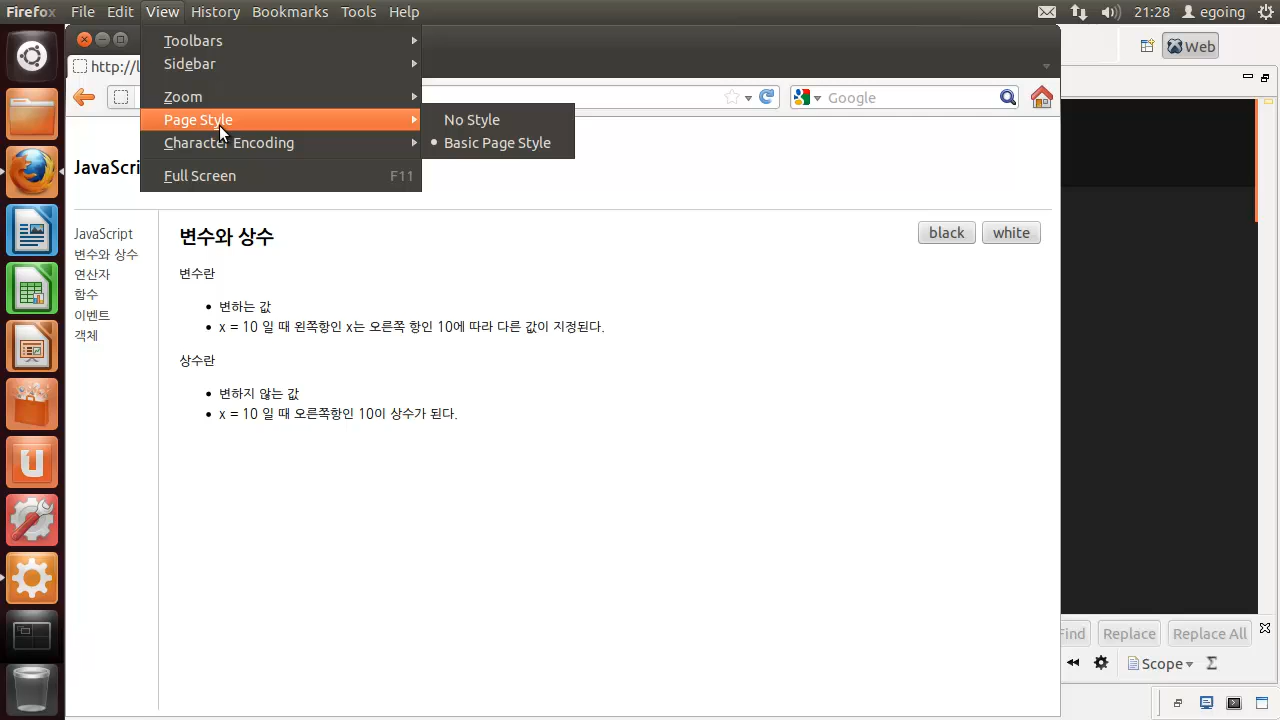 Firefox File Edit View History Bookmarks Tools Help 21:28 egoing
Toolbars
Sidebar
Zoom
Page Style
Character Encoding
Full Screen F11
No Style
Basic Page Style
http://l
Google
Web
JavaScri
JavaScript
변수와 상수
연산자
함수
이벤트
객체
변수와 상수
black white
변수란
변하는 값
x = 10 일 때 왼쪽항인 x는 오른쪽 항인 10에 따라 다른 값이 지정된다.
상수란
변하지 않는 값
x = 10 일 때 오른쪽항인 10이 상수가 된다.
Find Replace Replace All
Scope Σ